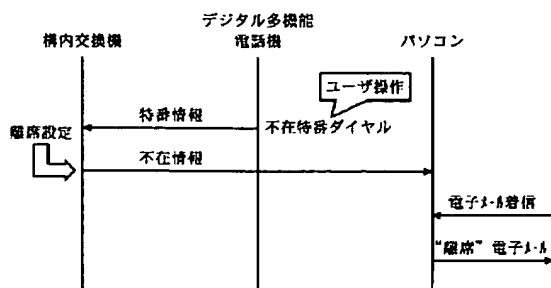 デジタル多機能
構内交換機
電話機
パソコン
ユーザ操作
特番情報
不在特番ダイヤル
離席設定
不在情報
電子メール着信
"離席" 電子メール